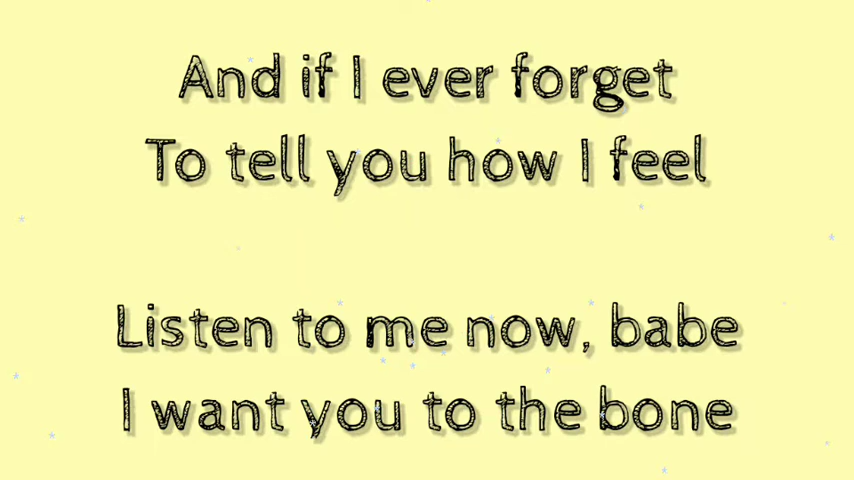 And if I ever forget
To tell you how I feel
Listen to me now, babe
I want you to the bone